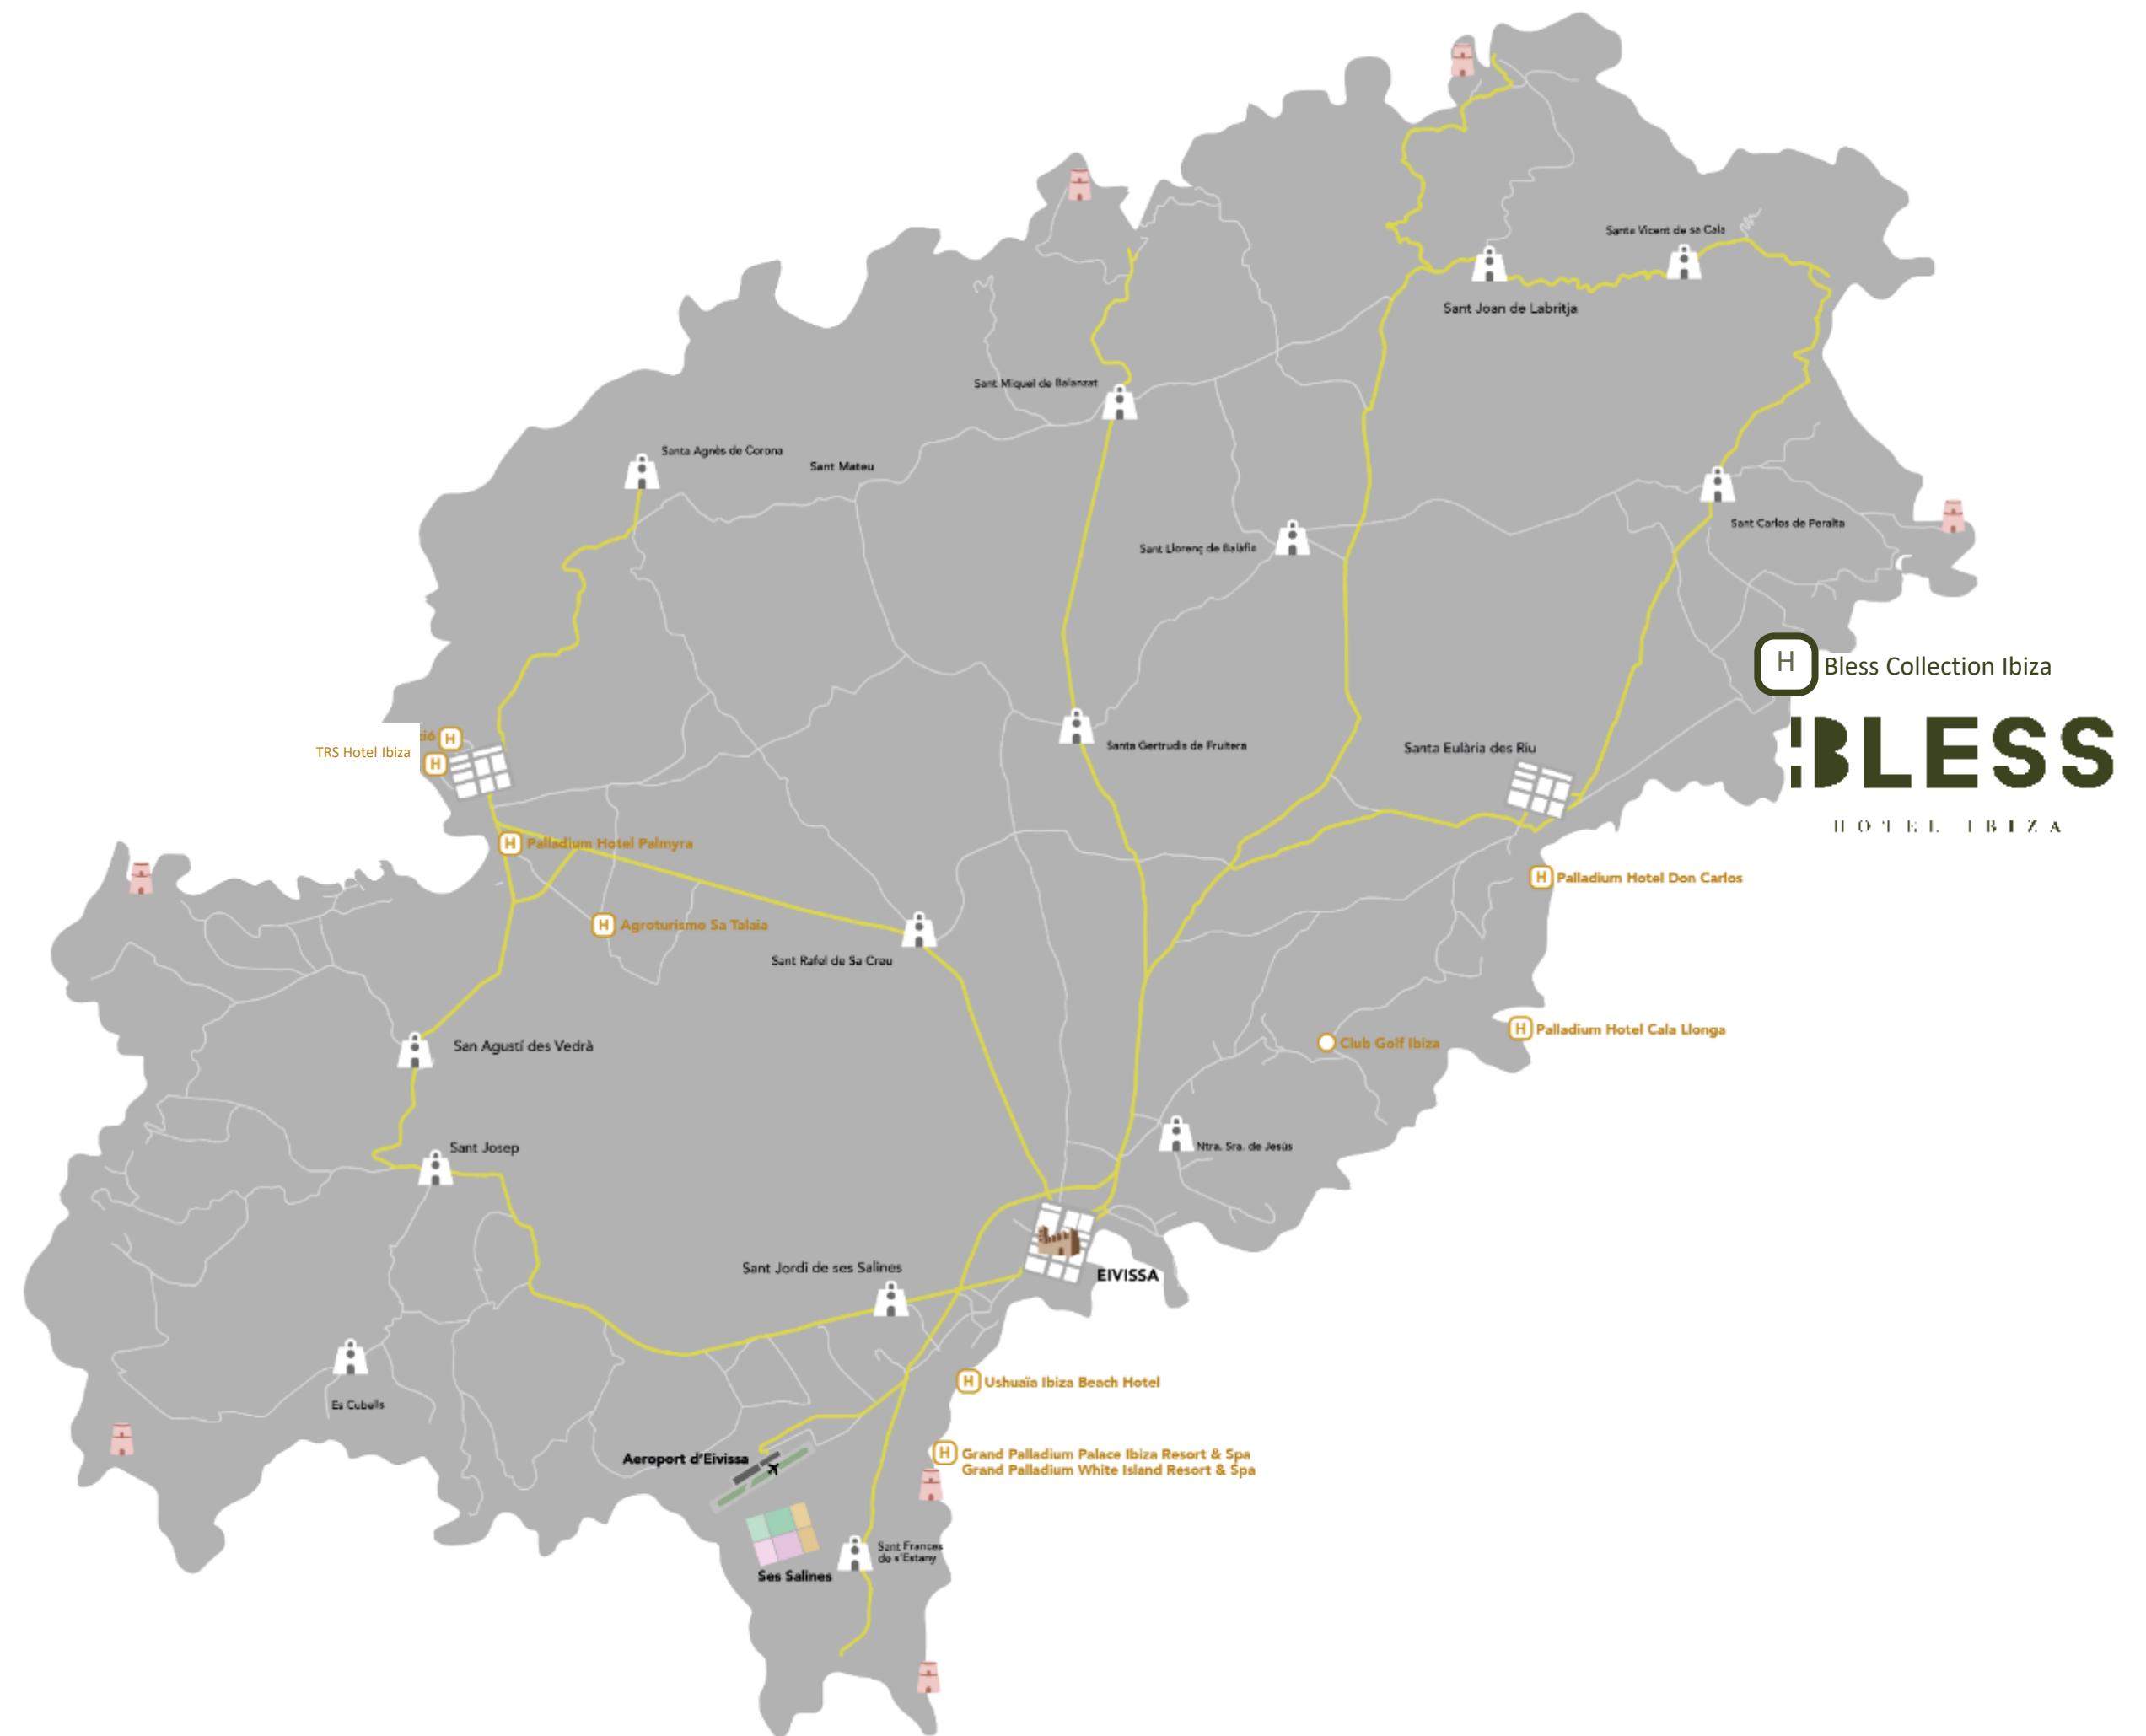 Santa Vicent de sa Cala
Sant Joan de Labritja
Sant Miquel de Balanzat
Santa Agnès de Corona
Sant Mateu
Sant Carlos de Peralta
Sant Llorenç de Balàfia
H Bless Collection Ibiza
BLESS
HOTEL IBIZA
H
TRS Hotel Ibiza
H
Santa Gertrudis de Fruitera
Santa Eulària des Riu
H Palladium Hotel Palmyra
H Palladium Hotel Don Carlos
H Agroturismo Sa Talaia
Sant Rafel de Sa Creu
H Palladium Hotel Cala Llonga
Club Golf Ibiza
San Agustí des Vedrà
Sant Josep
Ntra. Sra. de Jesús
Sant Jordi de ses Salines
EIVISSA
H Ushuaïa Ibiza Beach Hotel
Es Cubells
Aeroport d'Eivissa
H Grand Palladium Palace Ibiza Resort & Spa
Grand Palladium White Island Resort & Spa
Sant Frances
de s'Estany
Ses Salines